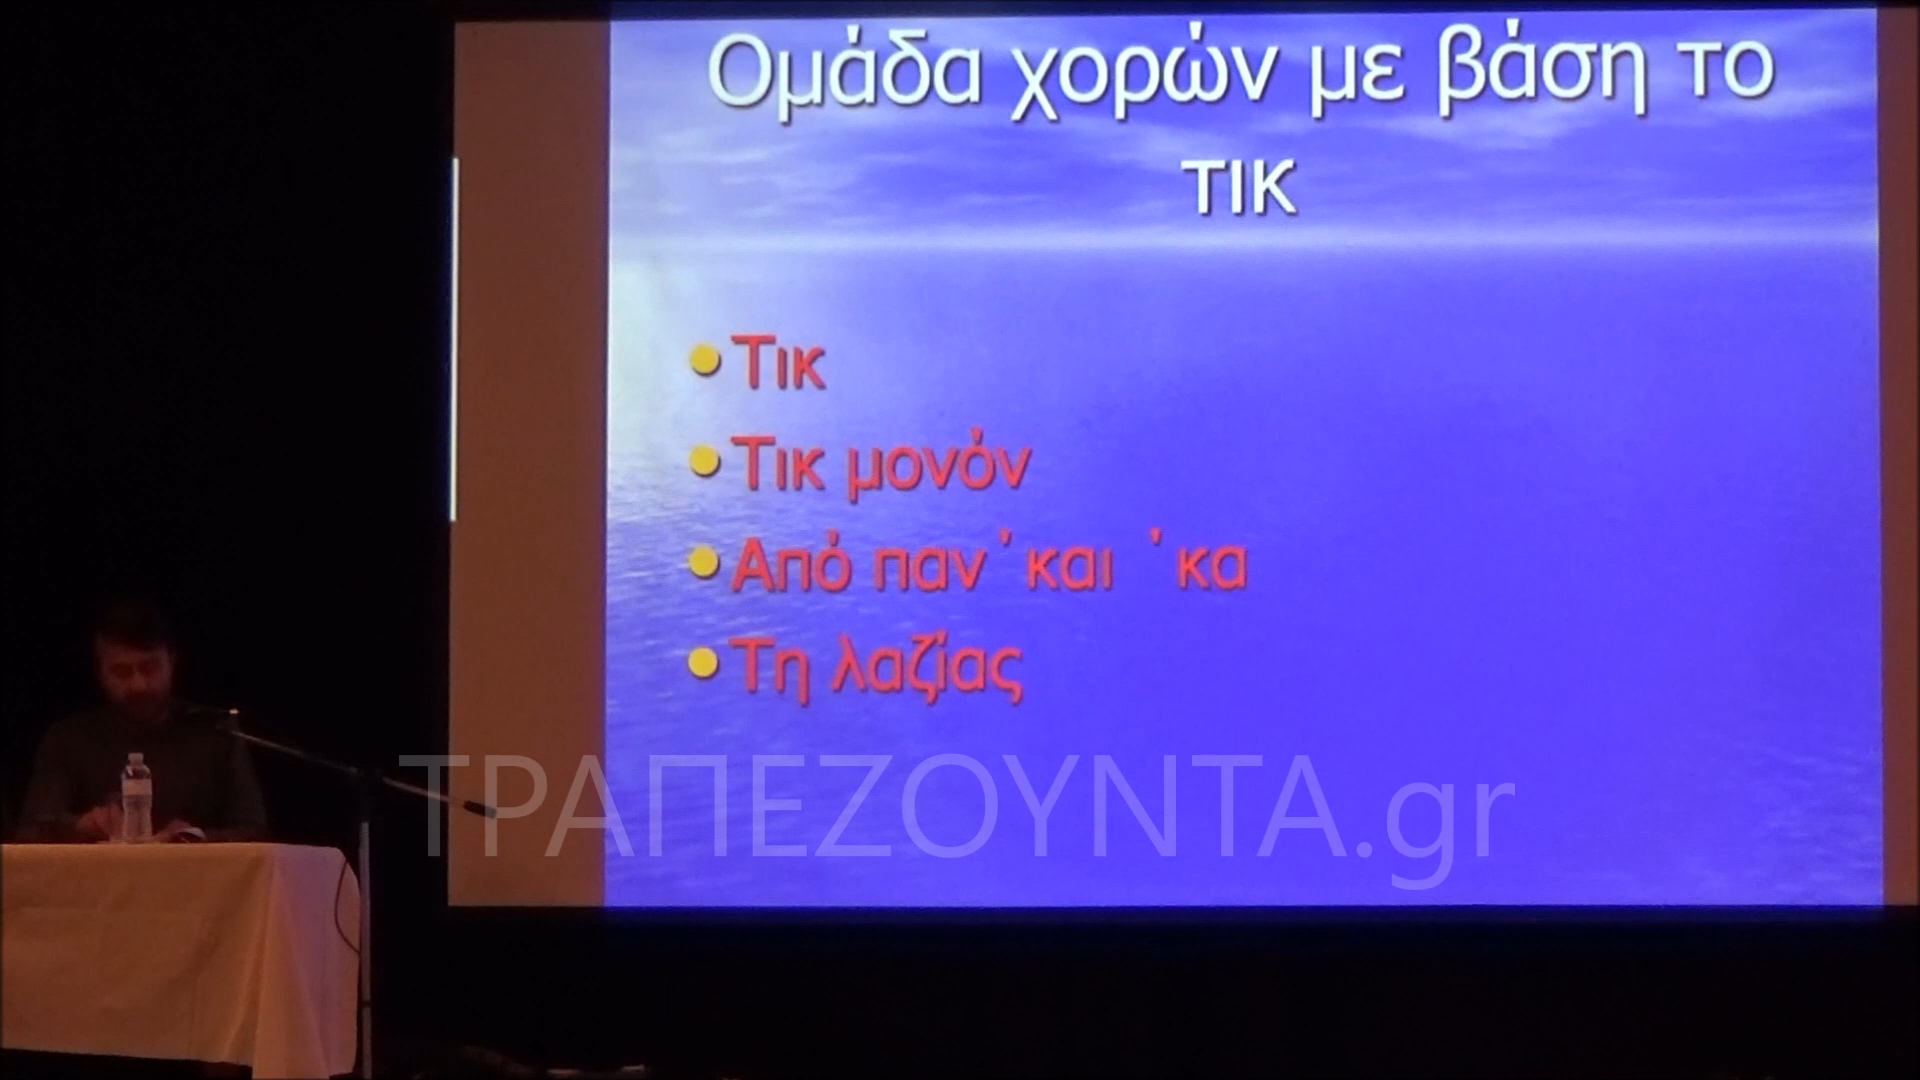 Ομάδα χορών με βάση το
τικ
Τικ
Τικ μονόν
Από παν΄και ΄κα
Τη λαζίας
ΤΡΑΠΕΖΟΥΝΤΑ.gr